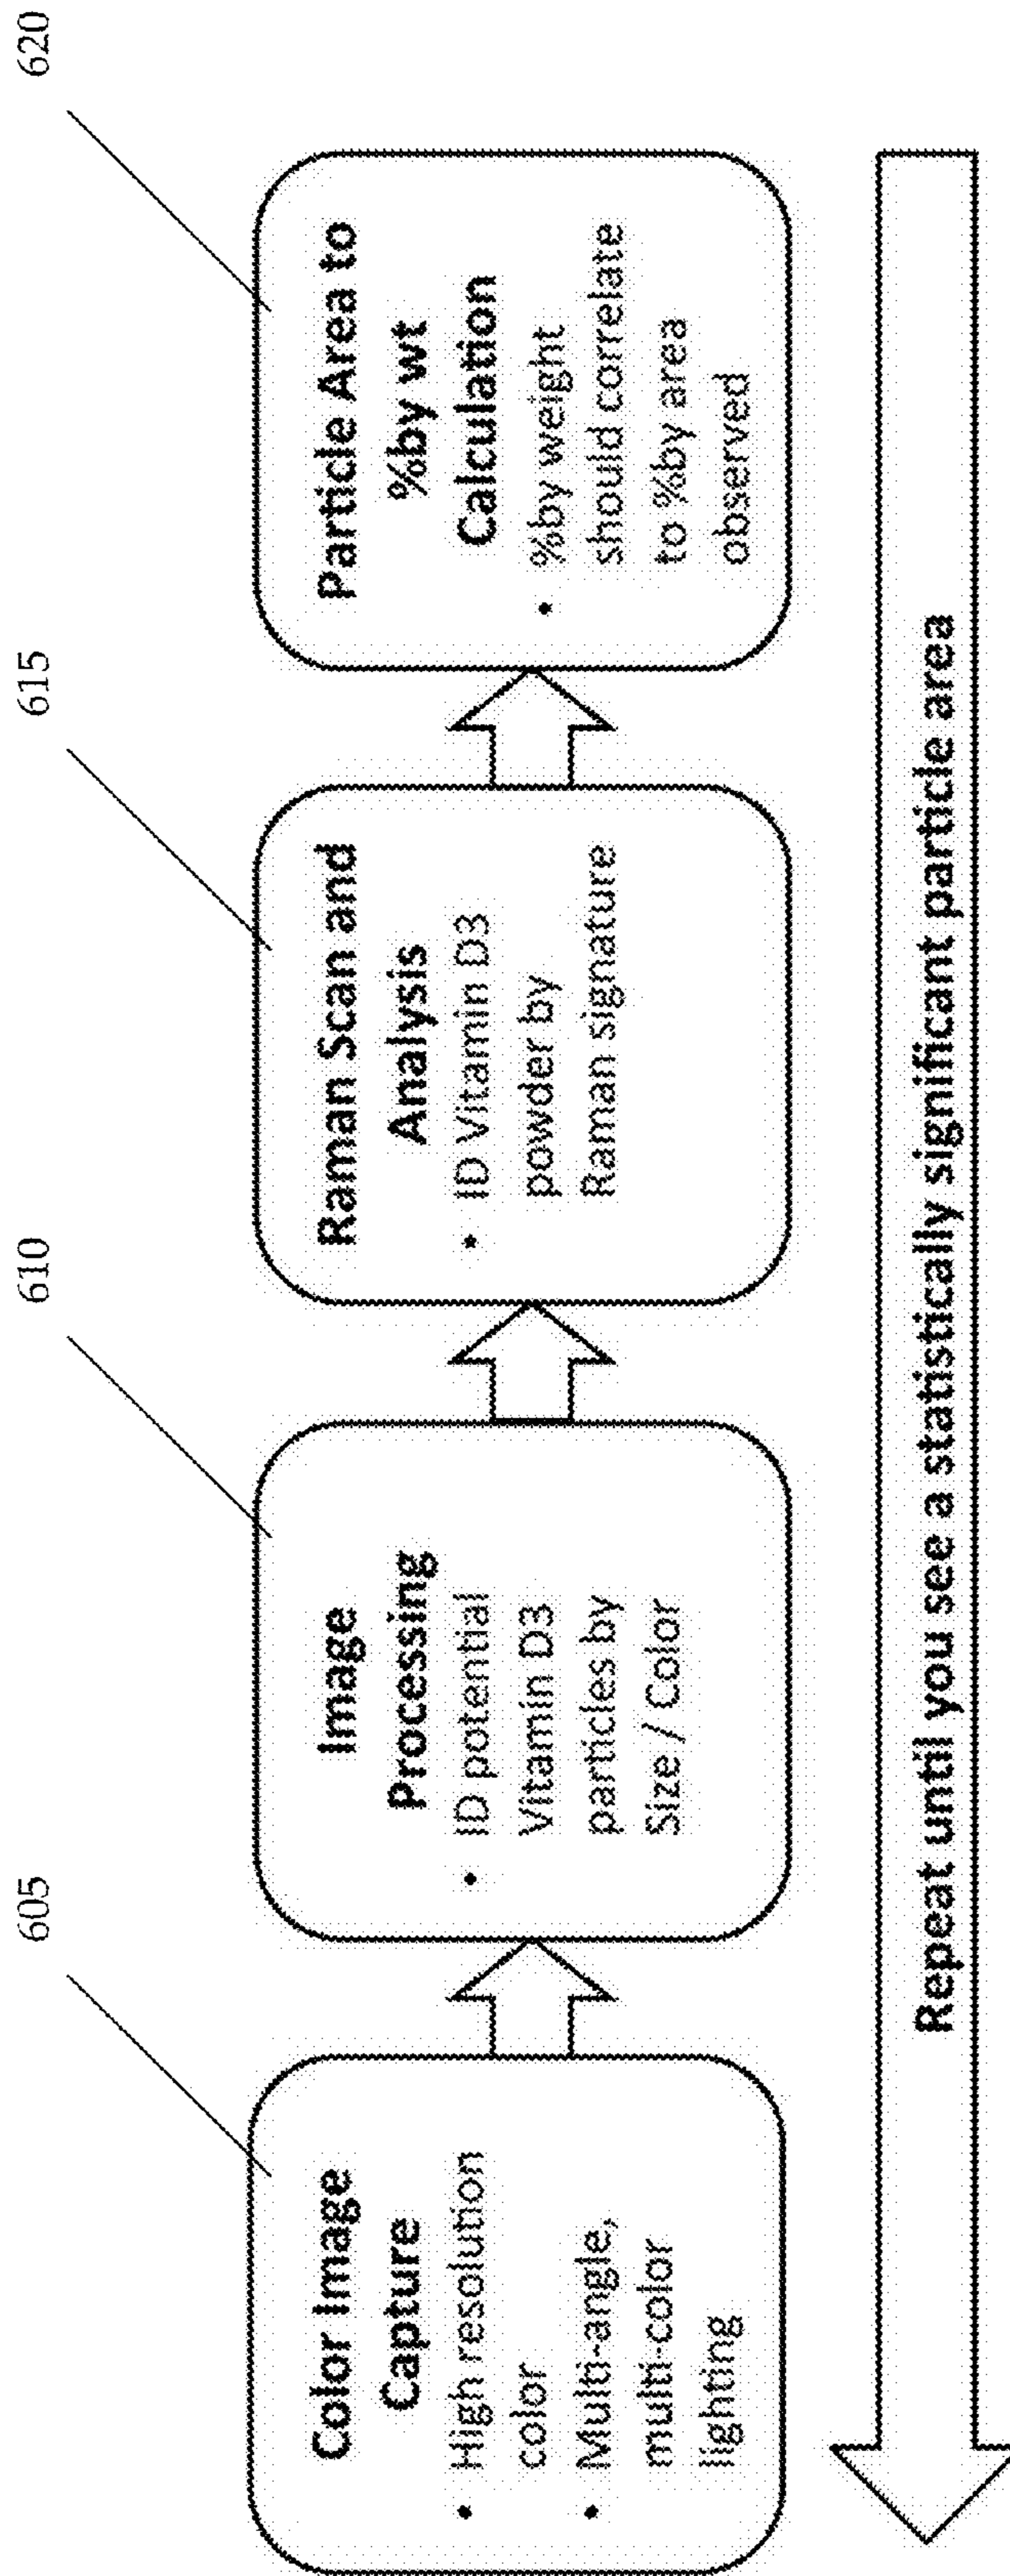 605
610
615
620
Color Image
Capture
• High resolution
color
• Multi-angle,
multi-color
lighting
Image
Processing
• ID potential
Vitamin D3
particles by
Size / Color
Raman Scan and
Analysis
• ID Vitamin D3
powder by
Raman signature
Particle Area to
%by wt
Calculation
• %by weight
should correlate
to %by area
observed
Repeat until you see a statistically significant particle area